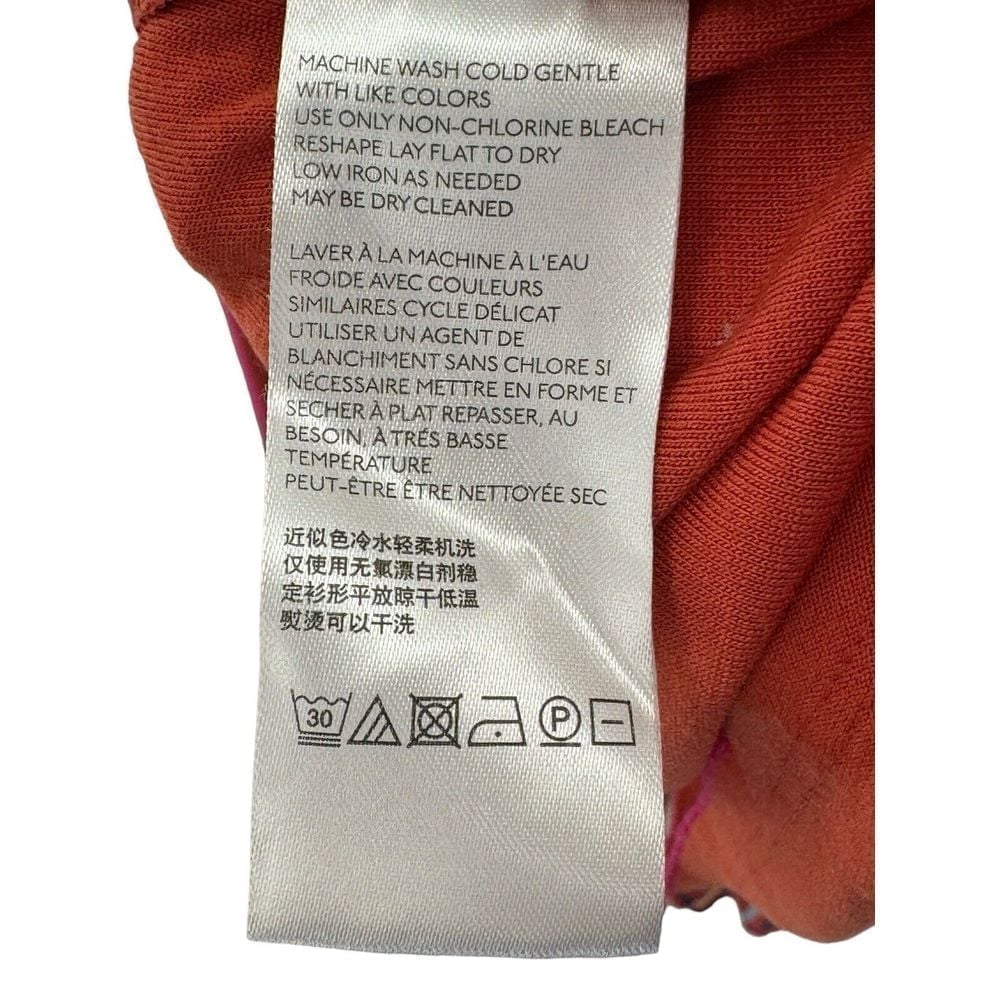 MACHINE WASH COLD GENTLE
WITH LIKE COLORS
USE ONLY NON-CHLORINE BLEACH
RESHAPE LAY FLAT TO DRY
LOW IRON AS NEEDED
MAY BE DRY CLEANED
LAVER À LA MACHINE À L'EAU
FROIDE AVEC COULEURS
SIMILAIRES CYCLE DÉLICAT
UTILISER UN AGENT DE
BLANCHIMENT SANS CHLORE SI
NÉCESSAIRE METTRE EN FORME ET
SECHER À PLAT REPASSER, AU
BESOIN, À TRÉS BASSE
TEMPÉRATURE
PEUT-ÊTRE ÊTRE NETTOYÉE SEC
近似色冷水轻柔机洗
仅使用无氯漂白剂稳
定衫形平放晾干低温
熨烫可以干洗
30 P